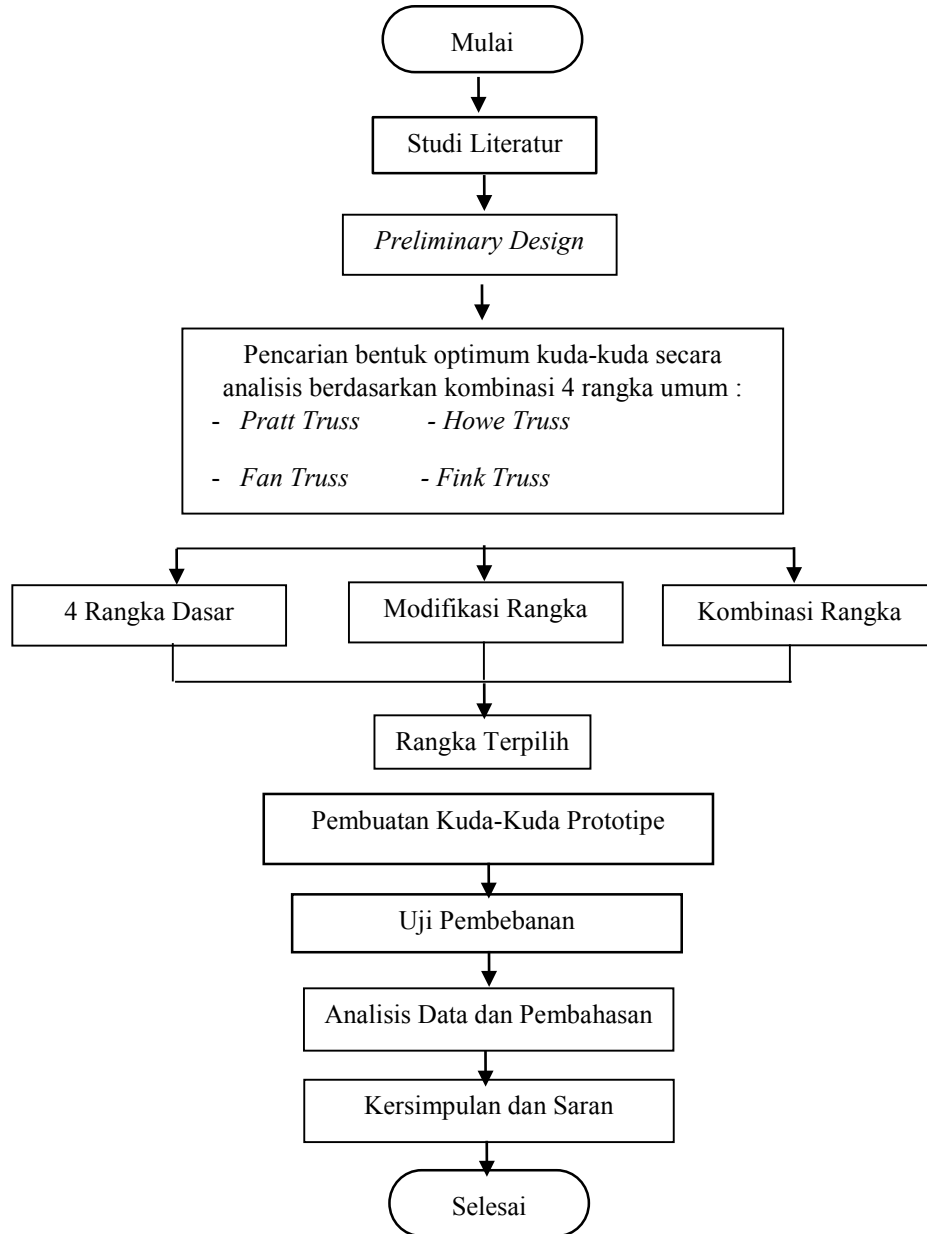 Mulai
Studi Literatur
Preliminary Design
Pencarian bentuk optimum kuda-kuda secara
analisis berdasarkan kombinasi 4 rangka umum :
- Pratt Truss - Howe Truss
- Fan Truss - Fink Truss
4 Rangka Dasar
Modifikasi Rangka
Kombinasi Rangka
Rangka Terpilih
Pembuatan Kuda-Kuda Prototipe
Uji Pembebanan
Analisis Data dan Pembahasan
Kersimpulan dan Saran
Selesai